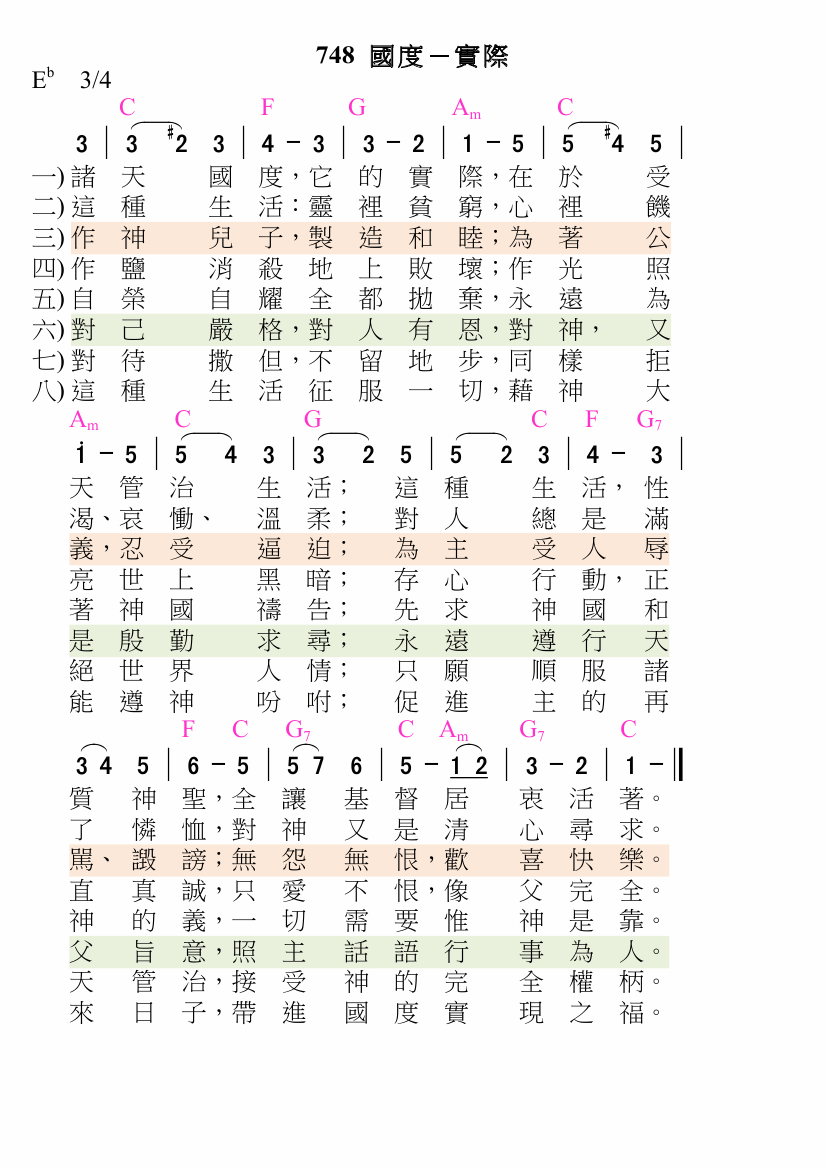 748 國度－實際
E♭ 3/4
C F G Am C
3 | 3 #2 3 | 4 - 3 | 3 - 2 | 1 - 5 | 5 #4 5 |
一) 諸天國度，它的實際，在於受
二) 這種生活：靈裡貧窮，心裡饑
三) 作神兒子，製造和睦；為著公
四) 作鹽消殺地上敗壞；作光照
五) 自榮自耀全都拋棄，永遠為
六) 對己嚴格，對人有恩，對神，又
七) 對待撒但，不留地步，同樣拒
八) 這種生活征服一切，藉神大
Am C G C F G7
i - 5 | 5 4 3 | 3 2 5 | 5 2 3 | 4 - 3 |
天管治生活；這種生活，性
渴、哀慟、溫柔；對人總是滿
義，忍受逼迫；為主受人辱
亮世上黑暗；存心行動，正
著神國禱告；先求神國和
是殷勤求尋；永遠遵行天
絕世界人情；只願順服諸
能遵神吩咐；促進主的再
F C G7 C Am G7 C
3 4 5 | 6 - 5 | 5 7 6 | 5 - 1 2 | 3 - 2 | 1 - ||
質神聖，全讓基督居衷活著。
了憐恤，對神又是清心尋求。
罵、譭謗；無怨無恨，歡喜快樂。
直真誠，只愛不恨，像父完全。
神的義，一切需要惟神是靠。
父旨意，照主話語行事為人。
天管治，接受神的完全權柄。
來日子，帶進國度實現之福。